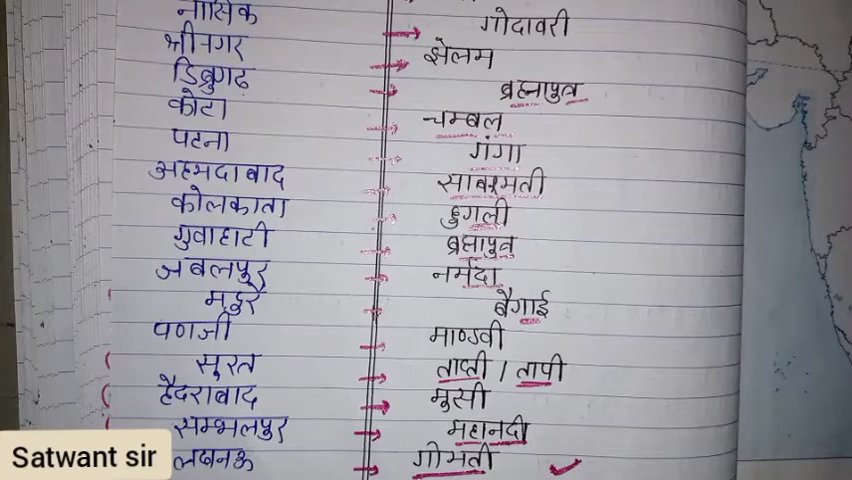 नासिक → गोदावरी
श्रीनगर → झेलम
डिब्रुगढ़ → ब्रह्मपुत्र
कोटा → चम्बल
पटना → गंगा
अहमदाबाद → साबरमती
कोलकाता → हुगली
गुवाहाटी → ब्रह्मपुत्र
जबलपुर → नर्मदा
मदुरै → बैगाई
पणजी → माण्डवी
सूरत → ताप्ती / तापी
हैदराबाद → मूसी
सम्भलपुर → महानदी
लखनऊ → गोमती ✓
Satwant sir